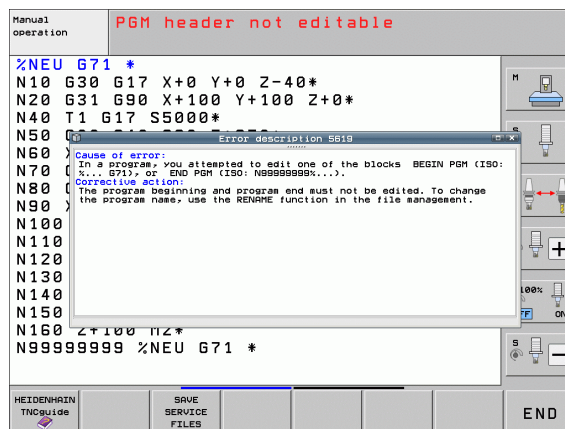 Manual
operation
PGM header not editable
%NEU G71 *
N10 G30 G17 X+0 Y+0 Z-40*
N20 G31 G90 X+100 Y+100 Z+0*
N40 T1 G17 S5000*
N50
Error description 5619
N60
Cause of error:
In a program, you attempted to edit one of the blocks BEGIN PGM (ISO:
%... G71), or END PGM (ISO: N99999999%...).
Corrective action:
The program beginning and program end must not be edited. To change
the program name, use the RENAME function in the file management.
N70
N80
N90
N100
N110
N120
N130
N140
N150
N160 Z+100 M2*
N99999999 %NEU G71 *
M
S
100%
ON
S
HEIDENHAIN
TNCguide
SAVE
SERVICE
FILES
END